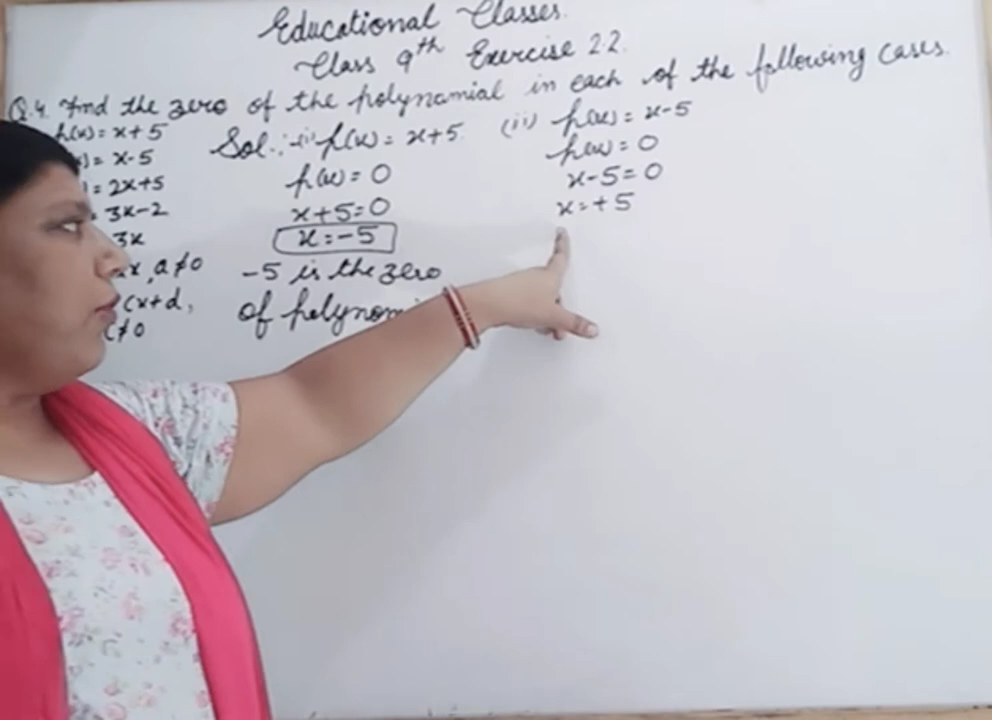 Educational Classes.
Class 9th Exercise 2.2.
Q.4. Find the zero of the polynomial in each of the following cases.
p(x) = x+5
) = x-5
= 2x+5
= 3x-2
3x
x, a≠0
cx+d,
c≠0
Sol:- (i) p(x) = x+5.
p(x) = 0
x+5=0
x=-5
-5 is the zero
of polynom
(ii) p(x) = x-5
p(x) = 0
x-5=0
x=+5